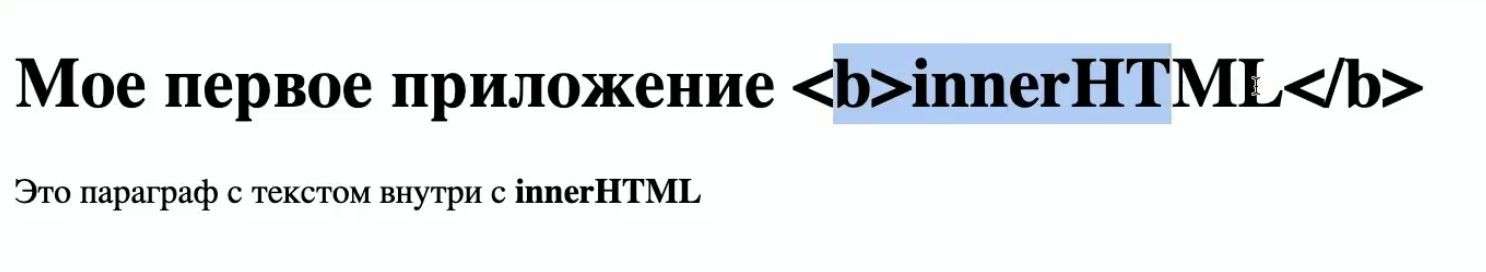 Мое первое приложение <b>innerHTML</b>
Это параграф с текстом внутри с innerHTML